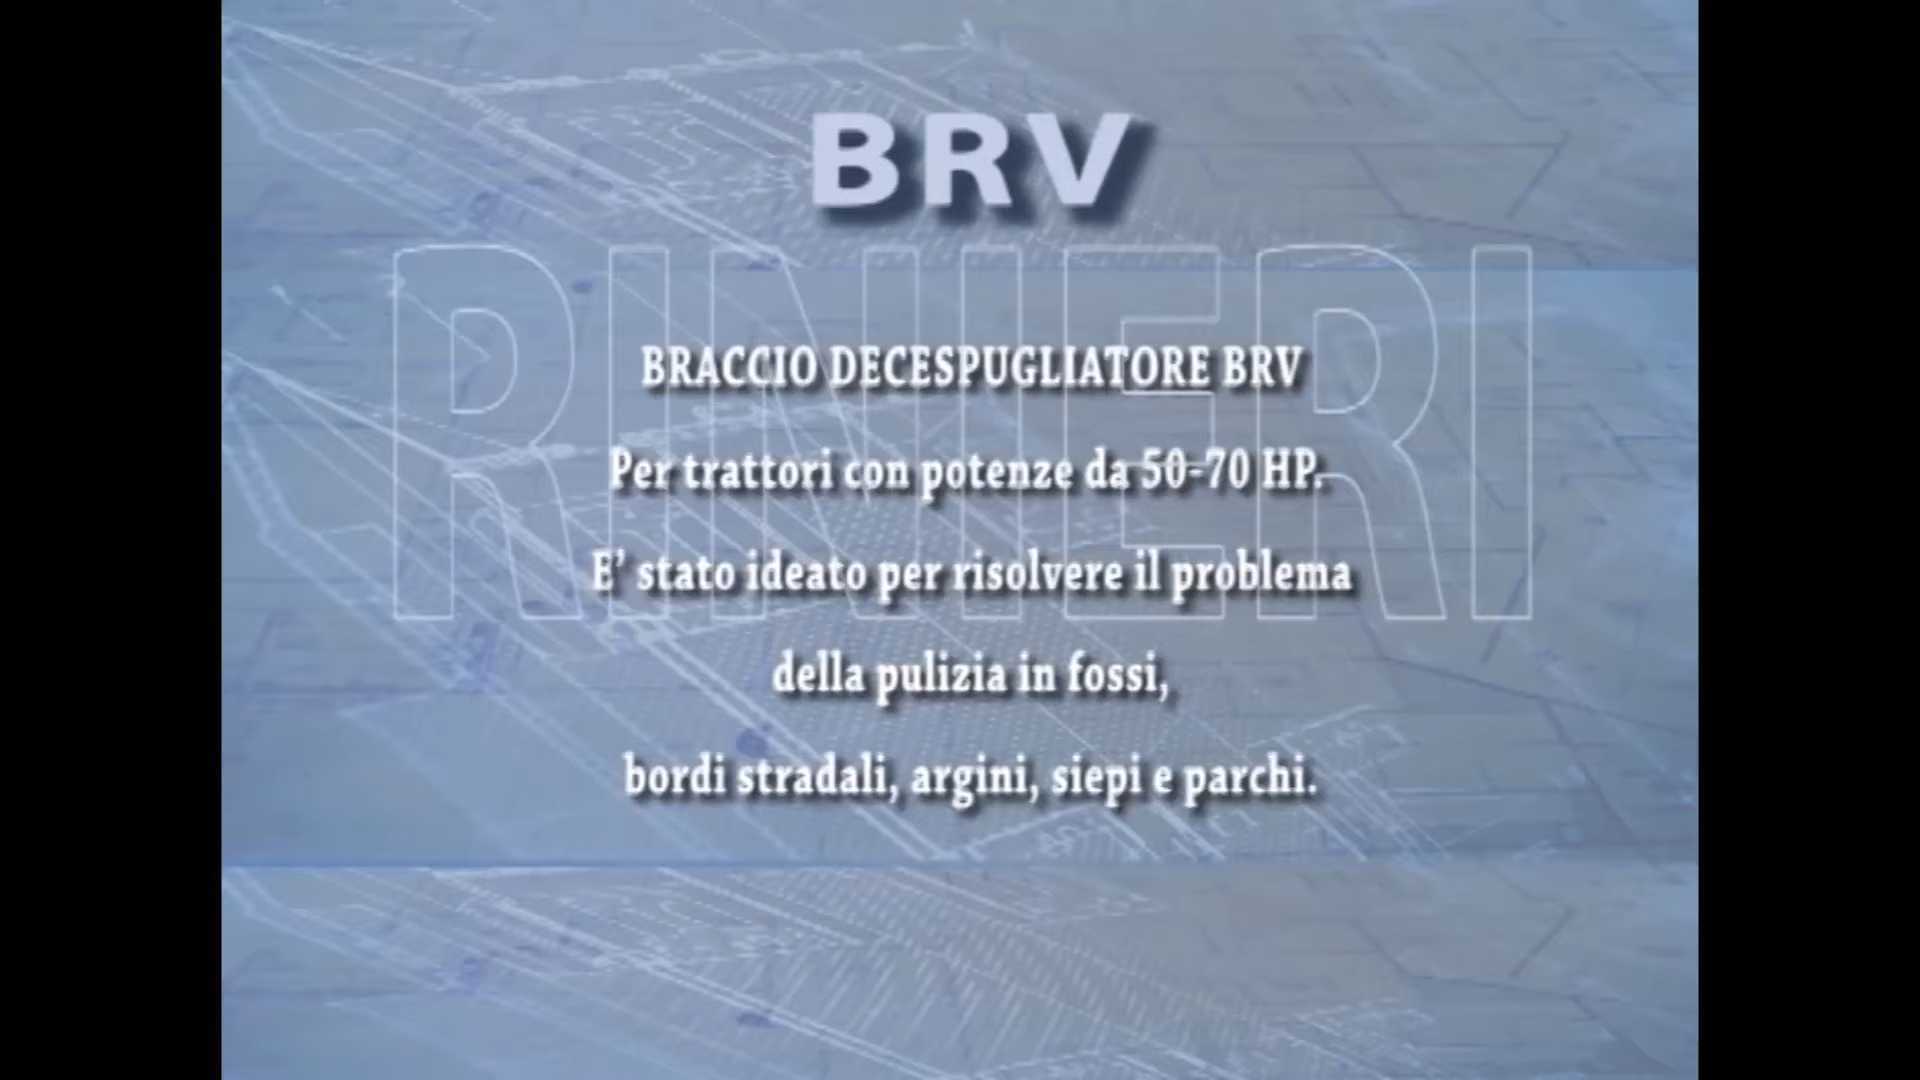 BRV
RINIERI
BRACCIO DECESPUGLIATORE BRV
Per trattori con potenze da 50-70 HP.
E' stato ideato per risolvere il problema
della pulizia in fossi,
bordi stradali, argini, siepi e parchi.